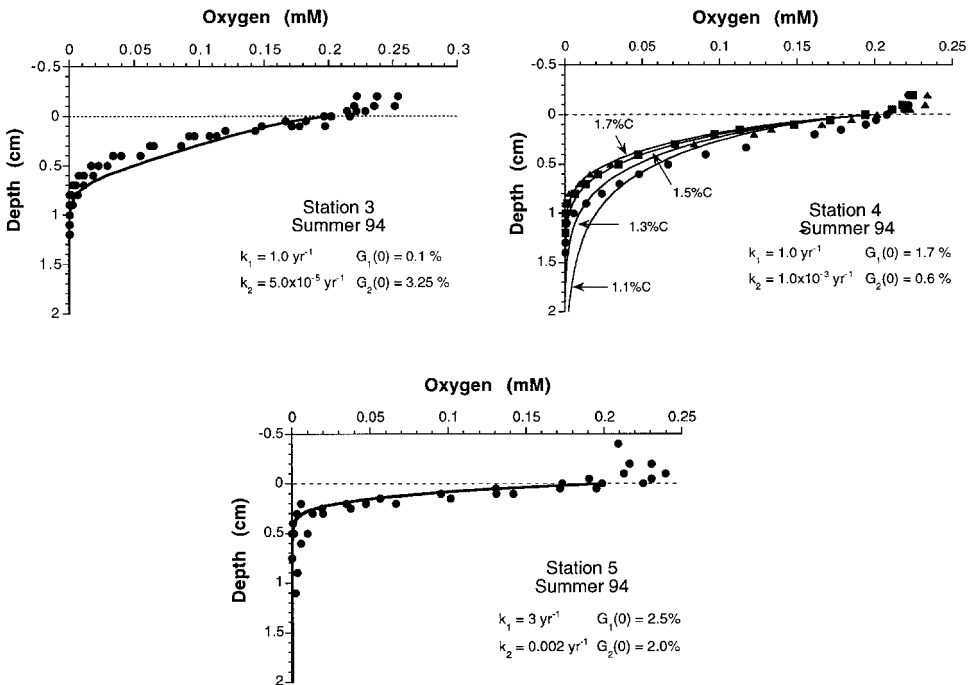 Oxygen (mM)
0 0.05 0.1 0.15 0.2 0.25 0.3
-0.5
0
0.5
1
1.5
2
Depth (cm)
Station 3
Summer 94
k1 = 1.0 yr-1 G1(0) = 0.1 %
k2 = 5.0x10-5 yr-1 G2(0) = 3.25 %
Oxygen (mM)
0 0.05 0.1 0.15 0.2 0.25
-0.5
0
0.5
1
1.5
2
Depth (cm)
1.7%C
1.5%C
1.3%C
1.1%C
Station 4
Summer 94
k1 = 1.0 yr-1 G1(0) = 1.7 %
k2 = 1.0x10-3 yr-1 G2(0) = 0.6 %
Oxygen (mM)
0 0.05 0.1 0.15 0.2 0.25
-0.5
0
0.5
1
1.5
2
Depth (cm)
Station 5
Summer 94
k1 = 3 yr-1 G1(0) = 2.5%
k2 = 0.002 yr-1 G2(0) = 2.0%